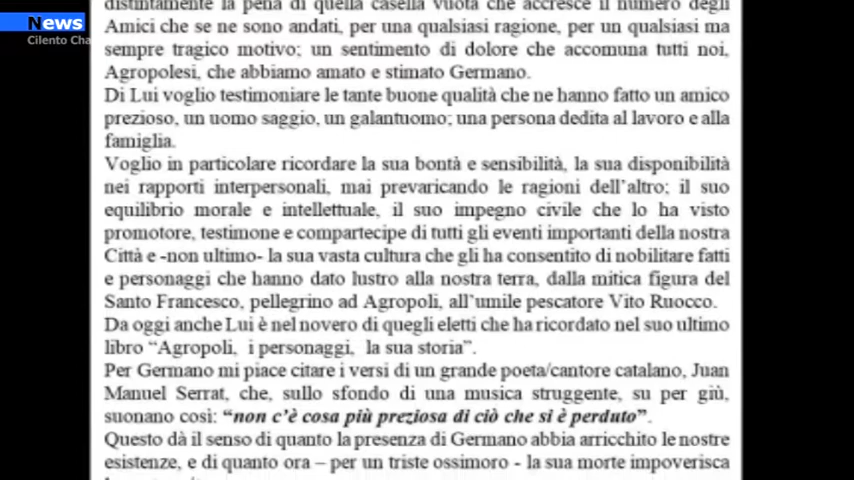 News
Cilento Cha
distintamente la pena di quella casella vuota che accresce il numero degli
Amici che se ne sono andati, per una qualsiasi ragione, per un qualsiasi ma
sempre tragico motivo; un sentimento di dolore che accomuna tutti noi,
Agropolesi, che abbiamo amato e stimato Germano.
Di Lui voglio testimoniare le tante buone qualità che ne hanno fatto un amico
prezioso, un uomo saggio, un galantuomo; una persona dedita al lavoro e alla
famiglia.
Voglio in particolare ricordare la sua bontà e sensibilità, la sua disponibilità
nei rapporti interpersonali, mai prevaricando le ragioni dell'altro; il suo
equilibrio morale e intellettuale, il suo impegno civile che lo ha visto
promotore, testimone e compartecipe di tutti gli eventi importanti della nostra
Città e -non ultimo- la sua vasta cultura che gli ha consentito di nobilitare fatti
e personaggi che hanno dato lustro alla nostra terra, dalla mitica figura del
Santo Francesco, pellegrino ad Agropoli, all'umile pescatore Vito Ruocco.
Da oggi anche Lui è nel novero di quegli eletti che ha ricordato nel suo ultimo
libro “Agropoli, i personaggi, la sua storia”.
Per Germano mi piace citare i versi di un grande poeta/cantore catalano, Juan
Manuel Serrat, che, sullo sfondo di una musica struggente, su per giù,
suonano così: “non c'è cosa più preziosa di ciò che si è perduto”.
Questo dà il senso di quanto la presenza di Germano abbia arricchito le nostre
esistenze, e di quanto ora – per un triste ossimoro - la sua morte impoverisca